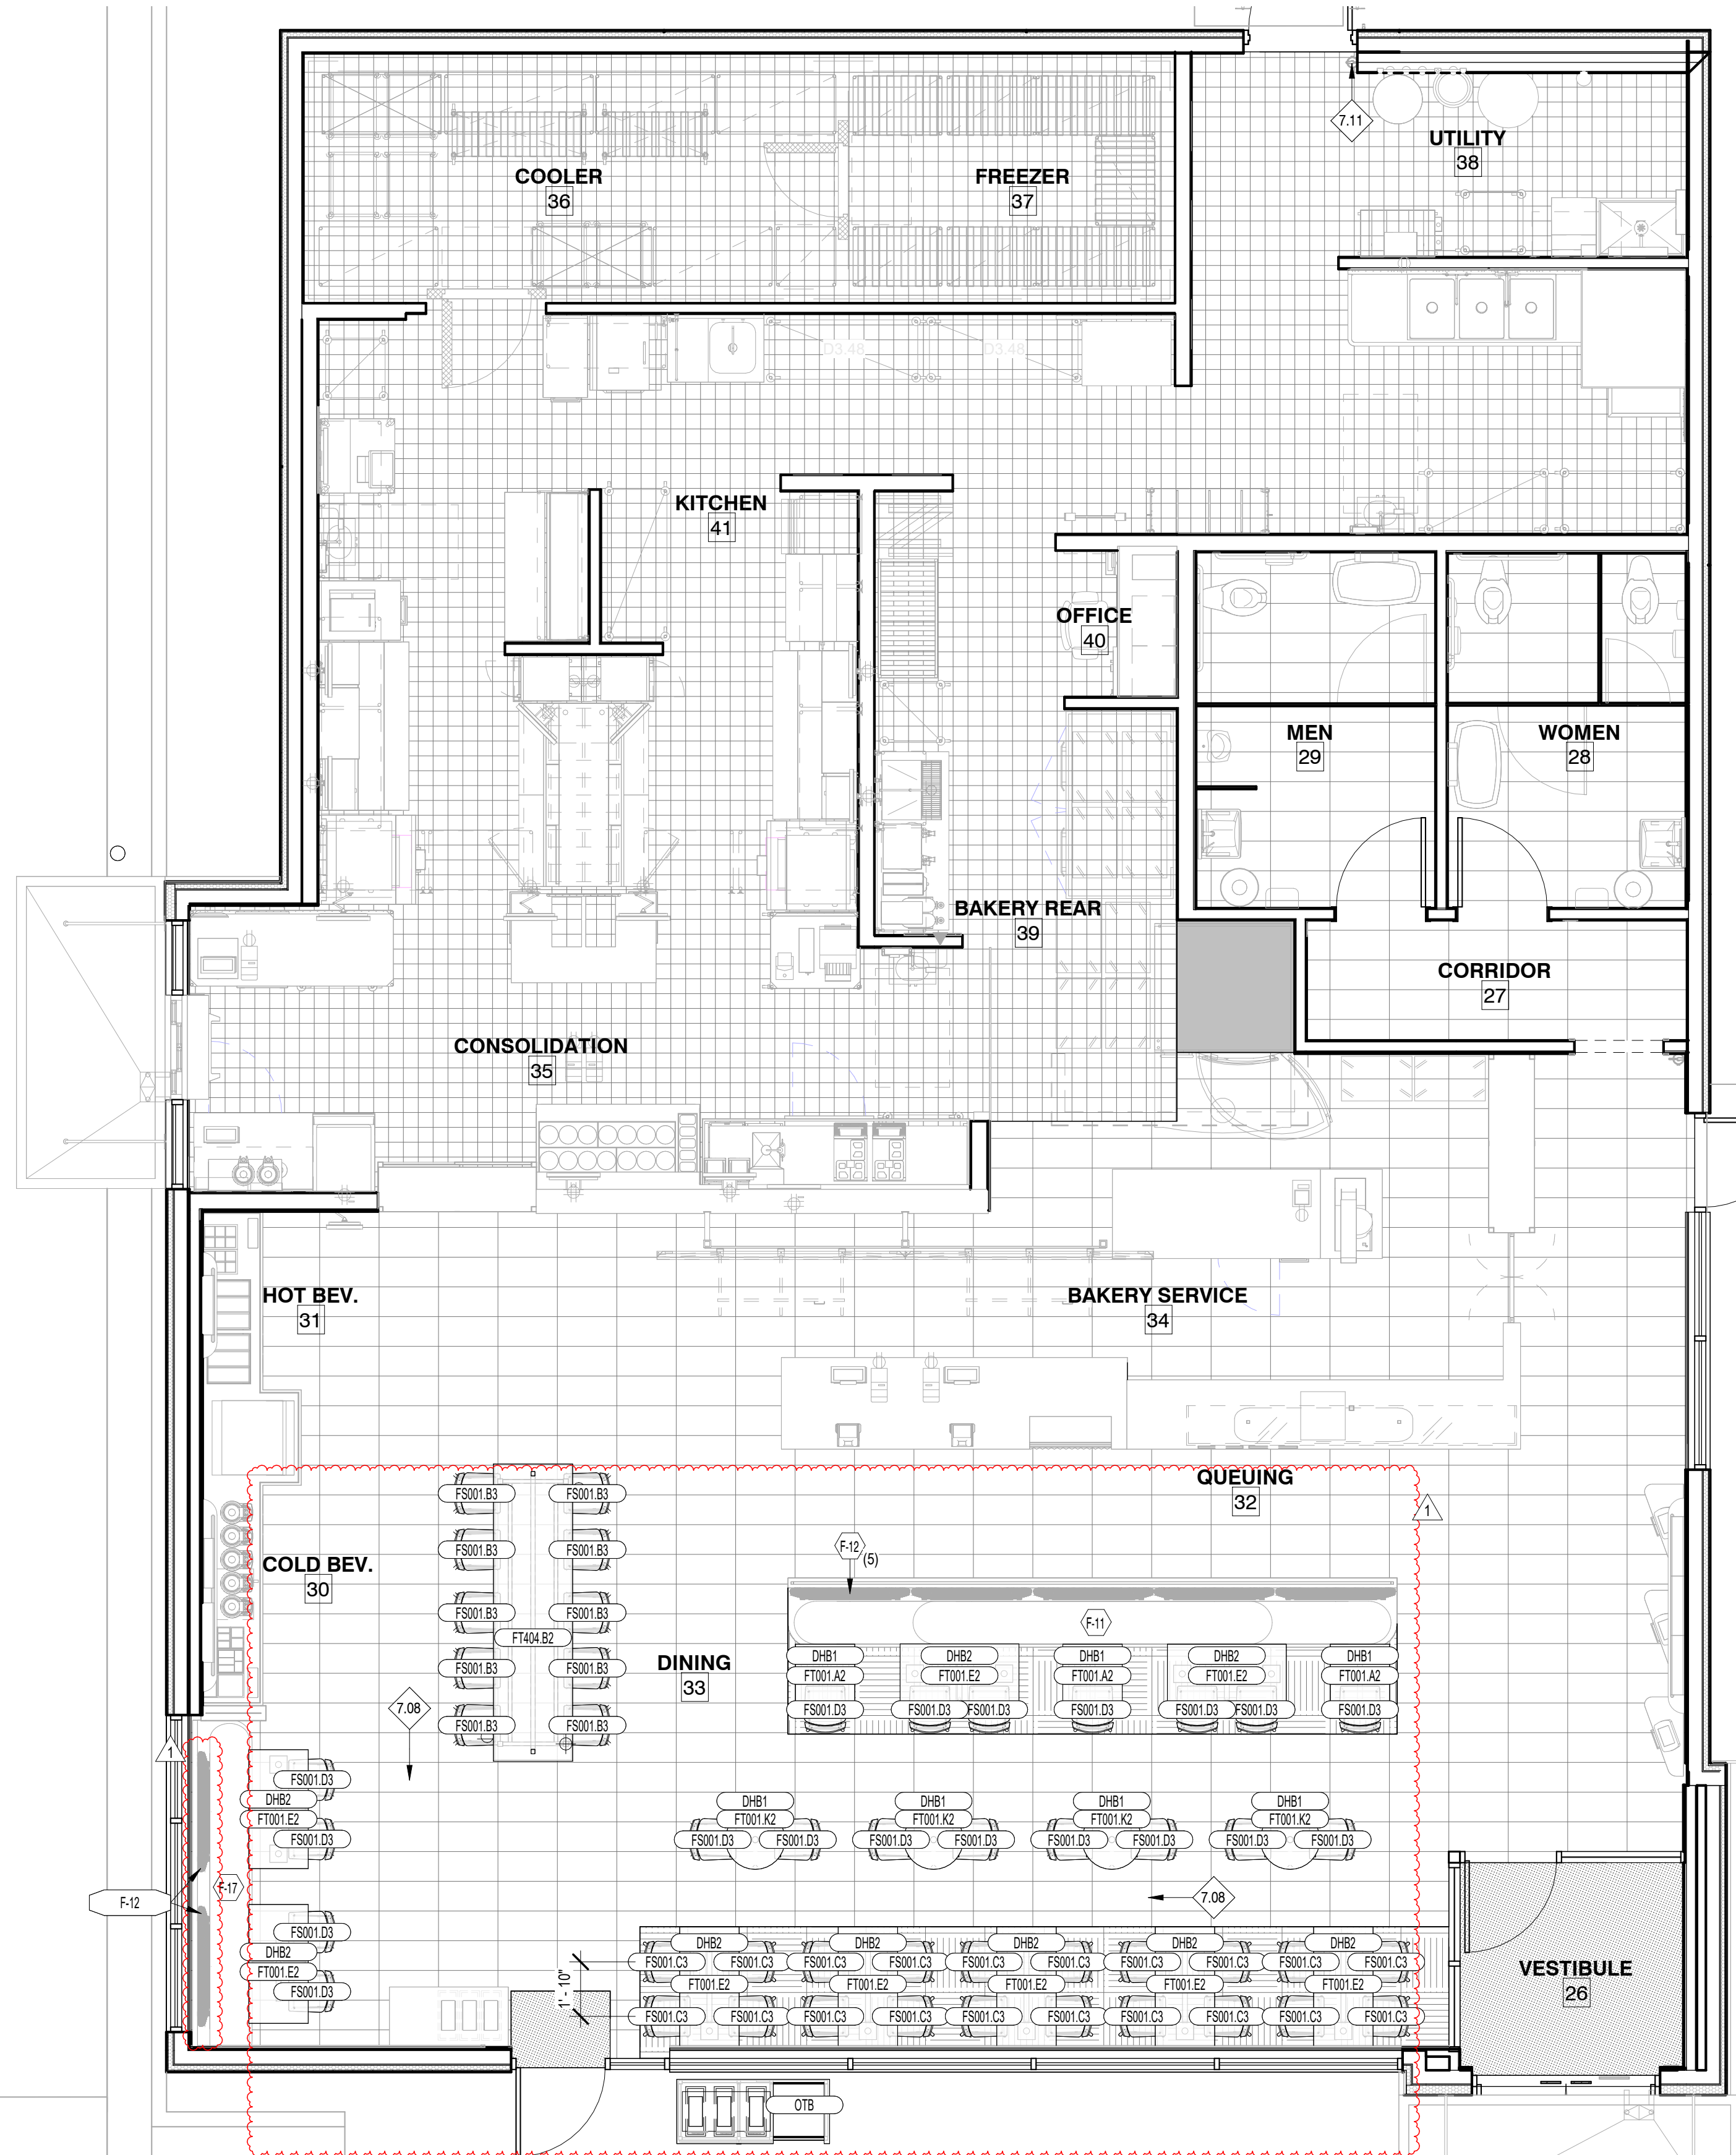 7.11
UTILITY
38
COOLER
36
FREEZER
37
D3.48
D3.48
KITCHEN
41
OFFICE
40
MEN
29
WOMEN
28
BAKERY REAR
39
CORRIDOR
27
CONSOLIDATION
35
HOT BEV.
31
BAKERY SERVICE
34
QUEUING
32
1
FS001.B3
FS001.B3
F-12
(5)
FS001.B3
FS001.B3
COLD BEV.
30
FS001.B3
FS001.B3
F-11
FT404.B2
DHB1
DHB2
DHB1
DHB2
DHB1
DINING
33
FS001.B3
FS001.B3
FT001.A2
FT001.E2
FT001.A2
FT001.E2
FT001.A2
7.08
FS001.D3
FS001.D3
FS001.D3
FS001.D3
FS001.D3
FS001.D3
FS001.D3
FS001.B3
FS001.B3
1
FS001.D3
DHB2
FT001.E2
FS001.D3
DHB1
DHB1
DHB1
DHB1
FT001.K2
FT001.K2
FT001.K2
FT001.K2
FS001.D3
FS001.D3
FS001.D3
FS001.D3
FS001.D3
FS001.D3
FS001.D3
FS001.D3
F-17
F-12
7.08
FS001.D3
DHB2
FT001.E2
FS001.D3
DHB2
DHB2
DHB2
DHB2
DHB2
FS001.C3
FS001.C3
FS001.C3
FS001.C3
FS001.C3
FS001.C3
FS001.C3
FS001.C3
FS001.C3
FS001.C3
1' - 10"
FT001.E2
FT001.E2
FT001.E2
FT001.E2
FT001.E2
FS001.C3
FS001.C3
FS001.C3
FS001.C3
FS001.C3
FS001.C3
FS001.C3
FS001.C3
FS001.C3
FS001.C3
VESTIBULE
26
OTB